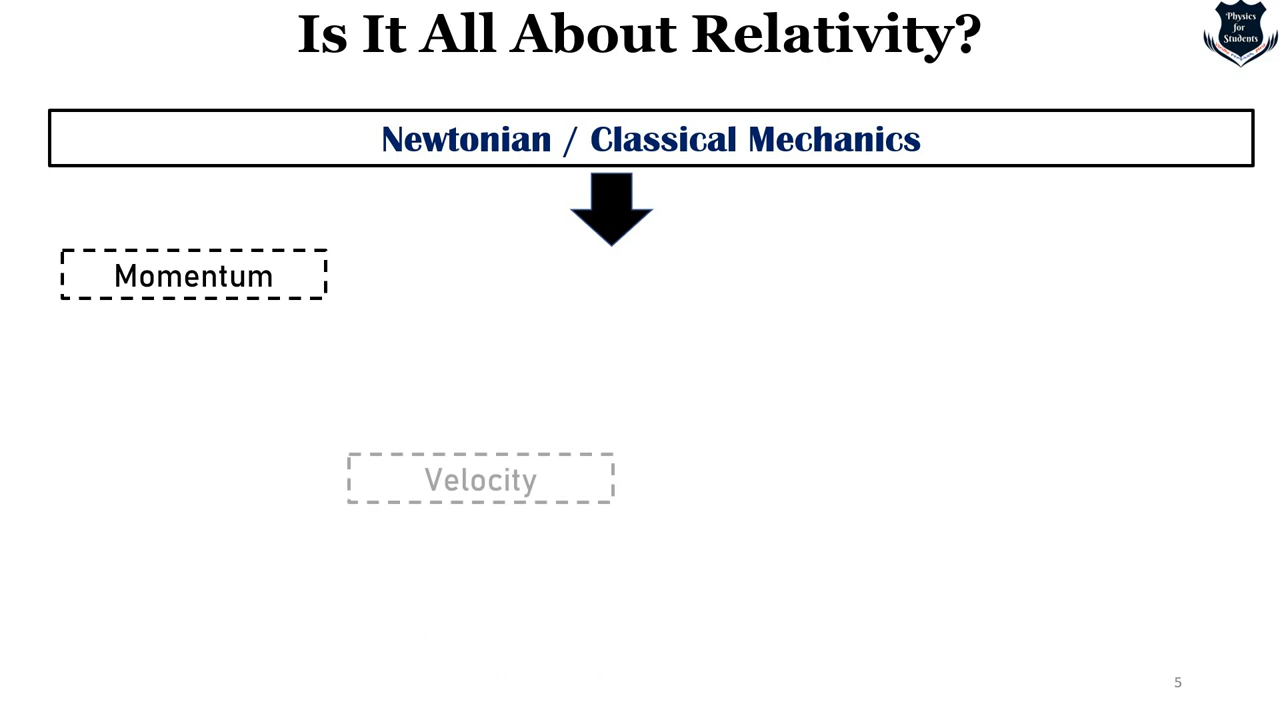 Is It All About Relativity?
Physics
for
Students
Newtonian / Classical Mechanics
Momentum
Velocity
5